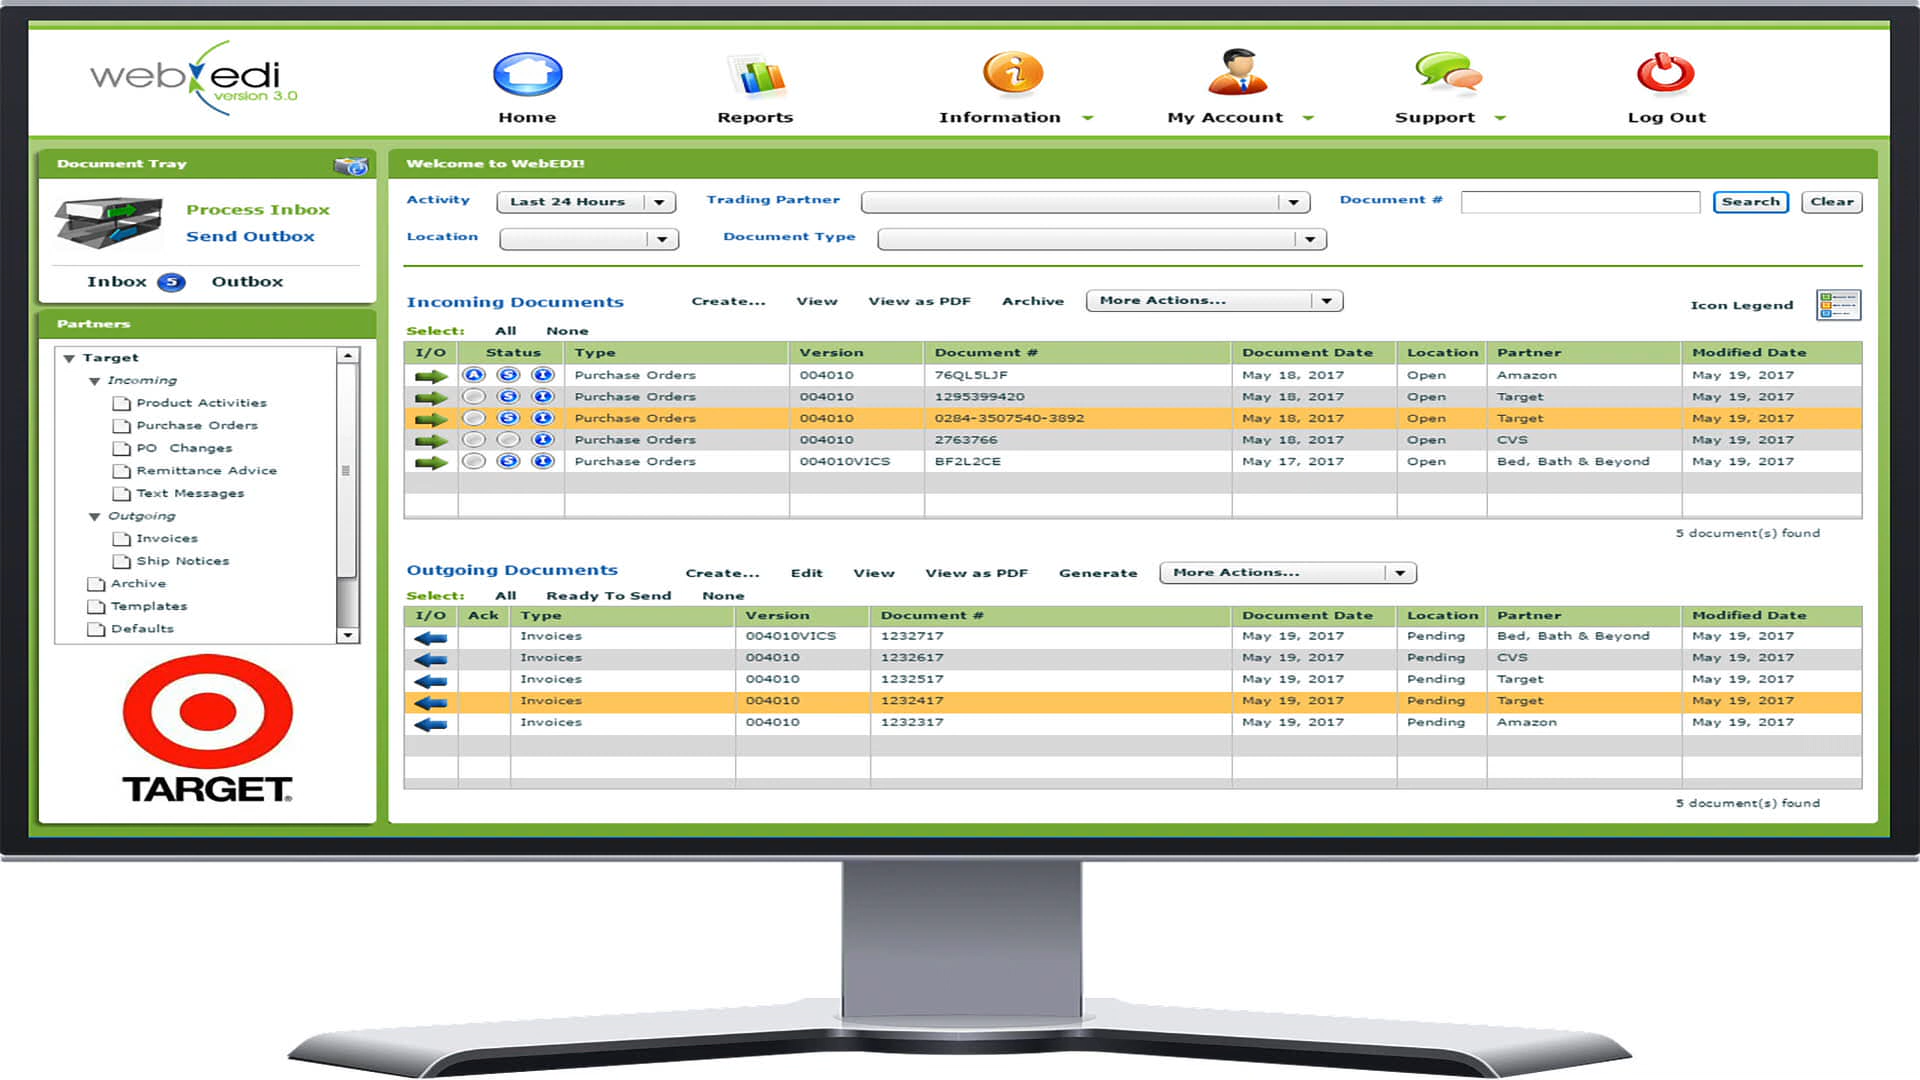 webedi
version 3.0
Home Reports Information My Account Support Log Out
Document Tray
Process Inbox
Send Outbox
Inbox 5 Outbox
Partners
Target
Incoming
Product Activities
Purchase Orders
PO Changes
Remittance Advice
Text Messages
Outgoing
Invoices
Ship Notices
Archive
Templates
Defaults
TARGET®
Welcome to WebEDI!
Activity Last 24 Hours Trading Partner Document # Search Clear
Location Document Type
Incoming Documents Create... View View as PDF Archive More Actions... Icon Legend
Select: All None
I/O Status Type Version Document # Document Date Location Partner Modified Date
A S I Purchase Orders 004010 76QL5LJF May 18, 2017 Open Amazon May 19, 2017
S I Purchase Orders 004010 1295399420 May 18, 2017 Open Target May 19, 2017
S I Purchase Orders 004010 0284-3507540-3892 May 18, 2017 Open Target May 19, 2017
I Purchase Orders 004010 2763766 May 18, 2017 Open CVS May 19, 2017
S I Purchase Orders 004010VICS BF2L2CE May 17, 2017 Open Bed, Bath & Beyond May 19, 2017
5 document(s) found
Outgoing Documents Create... Edit View View as PDF Generate More Actions...
Select: All Ready To Send None
I/O Ack Type Version Document # Document Date Location Partner Modified Date
Invoices 004010VICS 1232717 May 19, 2017 Pending Bed, Bath & Beyond May 19, 2017
Invoices 004010 1232617 May 19, 2017 Pending CVS May 19, 2017
Invoices 004010 1232517 May 19, 2017 Pending Target May 19, 2017
Invoices 004010 1232417 May 19, 2017 Pending Target May 19, 2017
Invoices 004010 1232317 May 19, 2017 Pending Amazon May 19, 2017
5 document(s) found